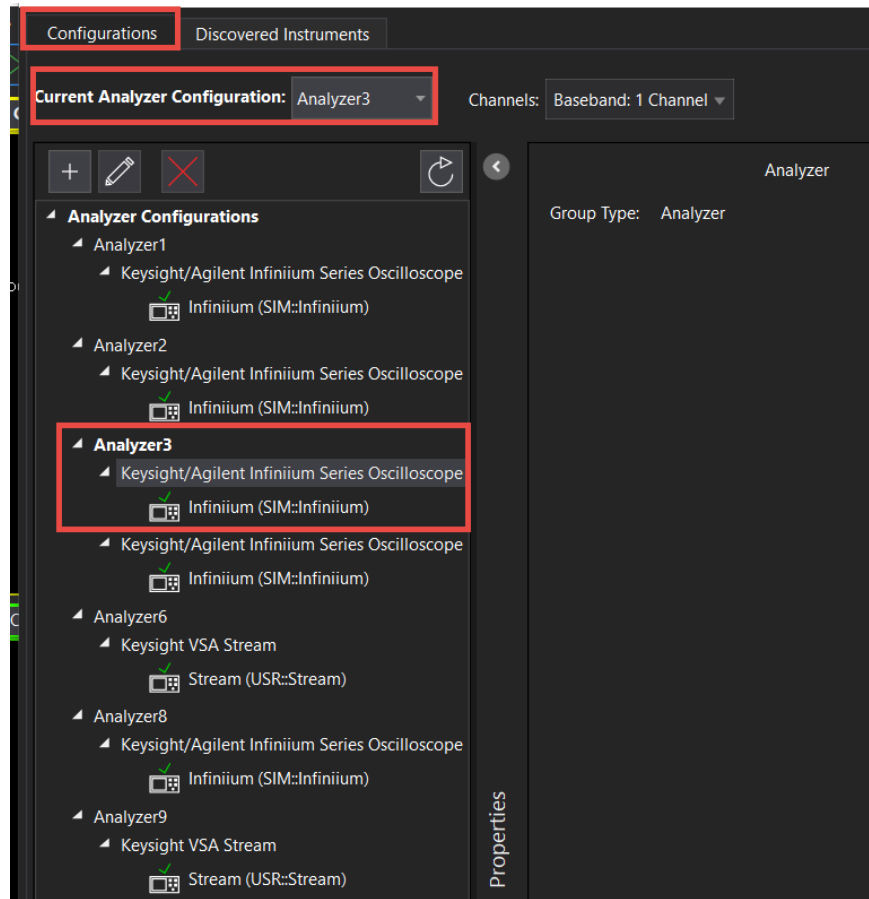 Configurations Discovered Instruments
Current Analyzer Configuration: Analyzer3 Channels: Baseband: 1 Channel
Analyzer
Analyzer Configurations
Group Type: Analyzer
Analyzer1
Keysight/Agilent Infiniium Series Oscilloscope
Infiniium (SIM::Infiniium)
Analyzer2
Keysight/Agilent Infiniium Series Oscilloscope
Infiniium (SIM::Infiniium)
Analyzer3
Keysight/Agilent Infiniium Series Oscilloscope
Infiniium (SIM::Infiniium)
Keysight/Agilent Infiniium Series Oscilloscope
Infiniium (SIM::Infiniium)
Analyzer6
Keysight VSA Stream
Stream (USR::Stream)
Analyzer8
Keysight/Agilent Infiniium Series Oscilloscope
Infiniium (SIM::Infiniium)
Analyzer9
Keysight VSA Stream
Stream (USR::Stream)
Properties